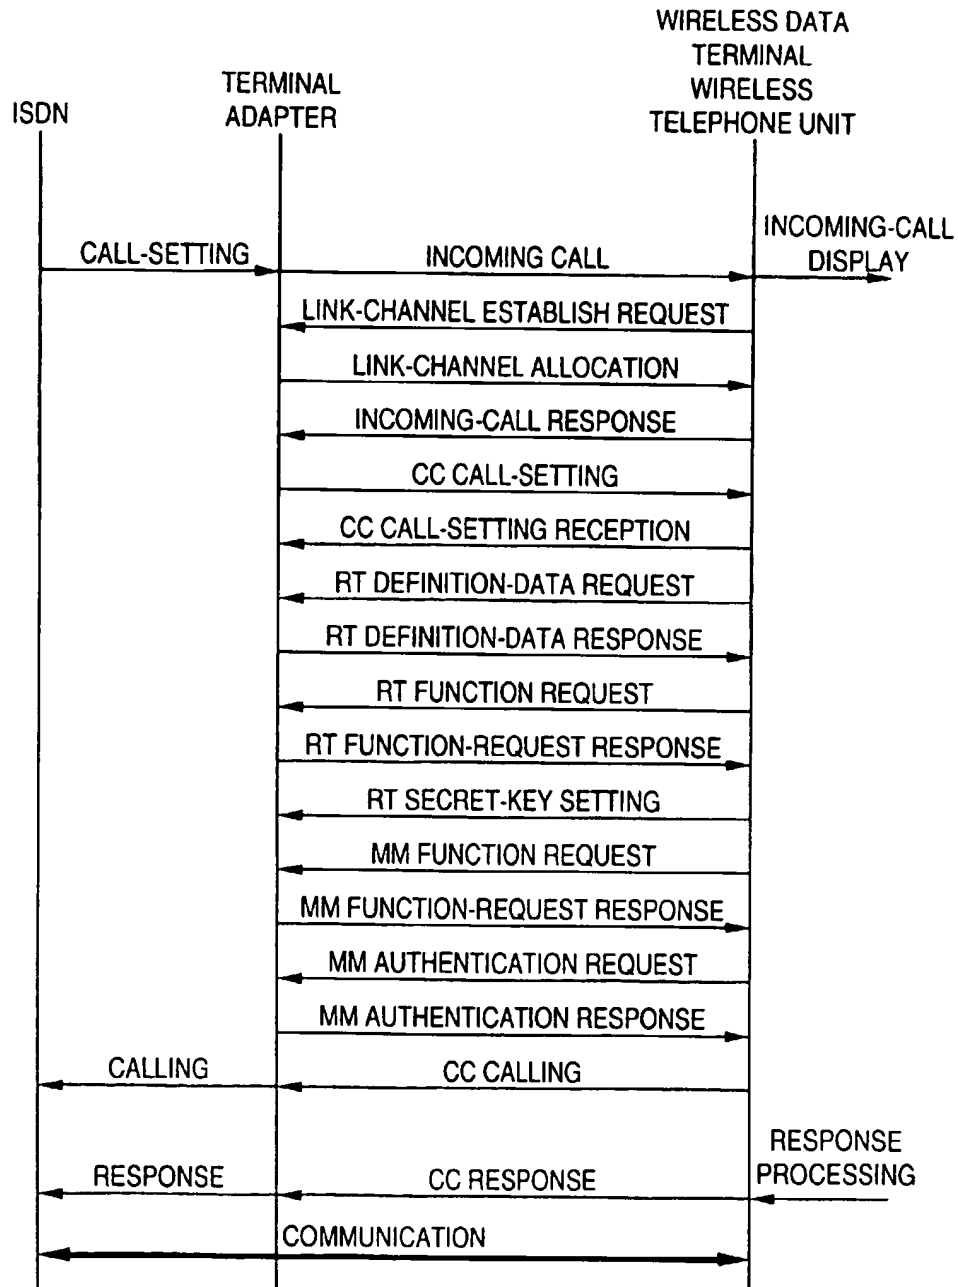 WIRELESS DATA
TERMINAL
WIRELESS
TELEPHONE UNIT
TERMINAL
ADAPTER
ISDN
INCOMING-CALL
DISPLAY
CALL-SETTING
INCOMING CALL
LINK-CHANNEL ESTABLISH REQUEST
LINK-CHANNEL ALLOCATION
INCOMING-CALL RESPONSE
CC CALL-SETTING
CC CALL-SETTING RECEPTION
RT DEFINITION-DATA REQUEST
RT DEFINITION-DATA RESPONSE
RT FUNCTION REQUEST
RT FUNCTION-REQUEST RESPONSE
RT SECRET-KEY SETTING
MM FUNCTION REQUEST
MM FUNCTION-REQUEST RESPONSE
MM AUTHENTICATION REQUEST
MM AUTHENTICATION RESPONSE
CALLING
CC CALLING
RESPONSE
PROCESSING
RESPONSE
CC RESPONSE
COMMUNICATION